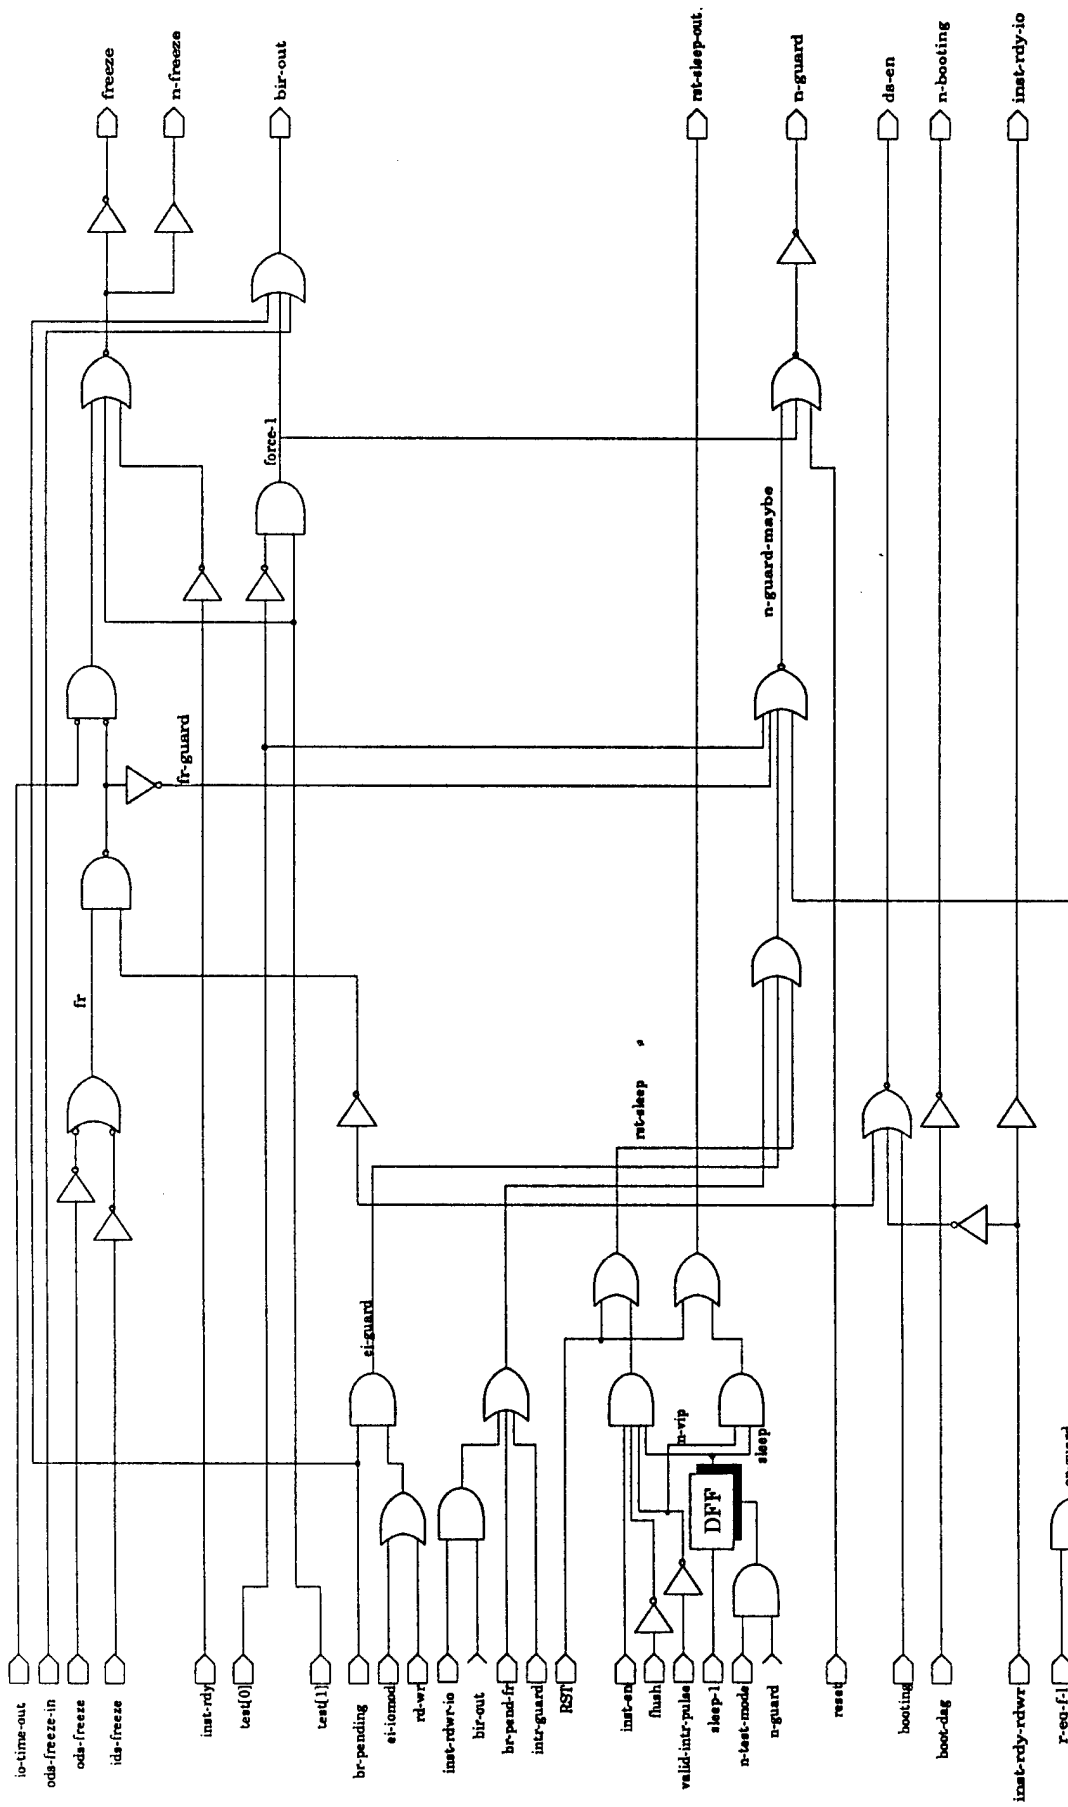 freeze
n-freeze
bir-out
rst-sleep-out
n-guard
ds-en
n-booting
inst-rdy-io
force-1
n-guard-maybe
fr-guard
fr
rst-sleep
ei-guard
n-vip
sleep
DFF
io-time-out
ods-freeze-in
ods-freeze
ids-freeze
inst-rdy
test[0]
test[1]
br-pending
ei-iomod
rd-wr
inst-rdwr-io
bir-out
br-pend-fr
intr-guard
RST
inst-en
flush
valid-intr-pulse
sleep-1
n-test-mode
n-guard
reset
booting
boot-dag
inst-rdy-rdwr
r-eq-f-1